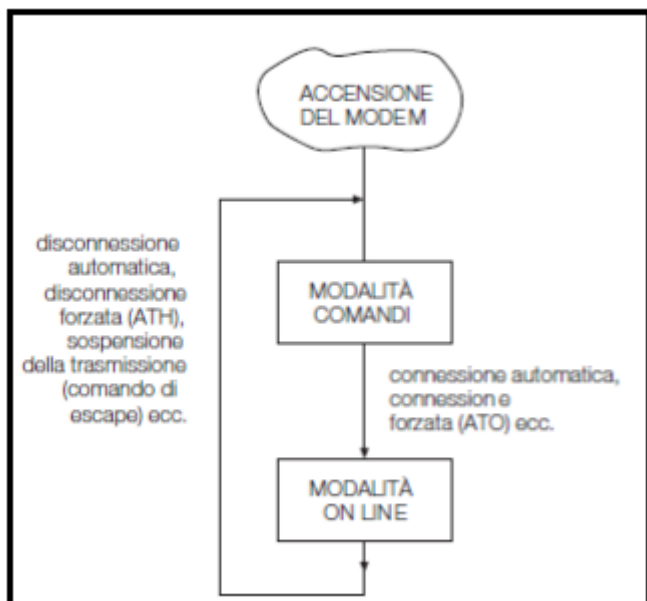 ACCENSIONE
DEL MODEM
disconnessione
automatica,
disconnessione
forzata (ATH),
sospensione
della trasmissione
(comando di
escape) ecc.
MODALITÀ
COMANDI
connessione automatica,
connession e
forzata (ATO) ecc.
MODALITÀ
ON LINE